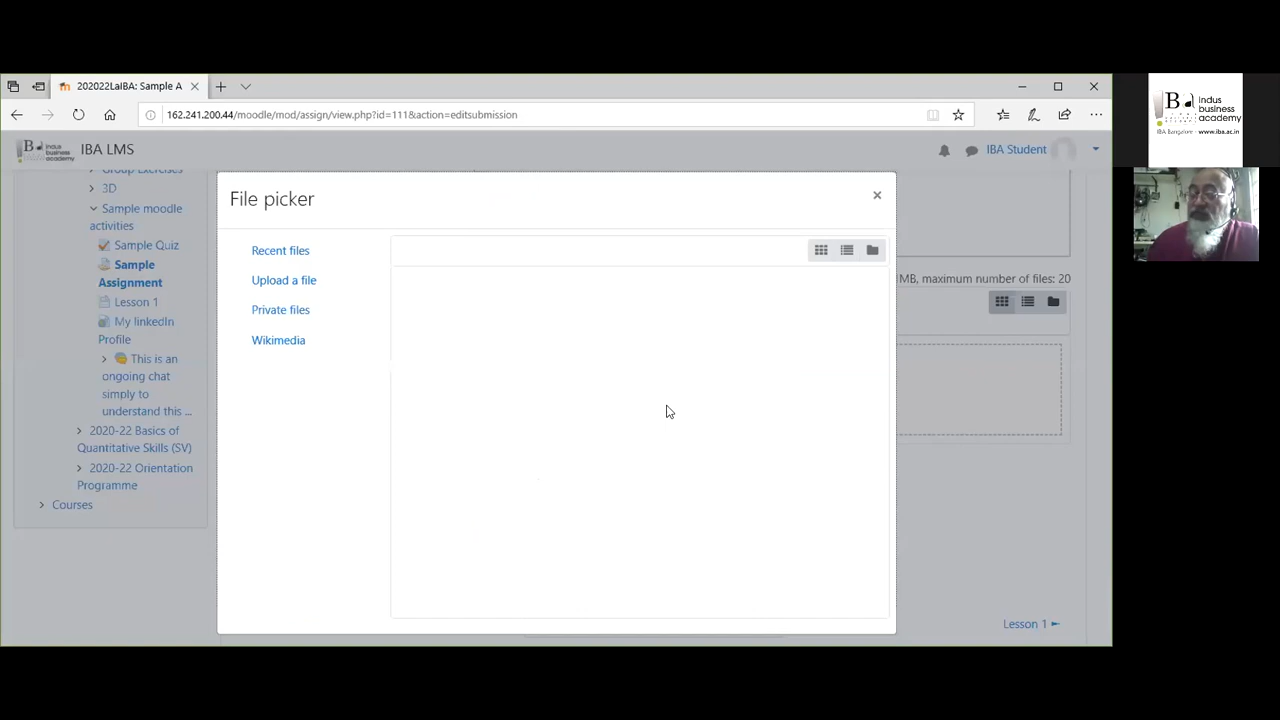 202022LaIBA: Sample A
162.241.200.44/moodle/mod/assign/view.php?id=111&action=editsubmission
IBA LMS
IBA Student
Group Exercises
3D
Sample moodle
activities
Sample Quiz
Sample
Assignment
Lesson 1
My linkedIn
Profile
This is an
ongoing chat
simply to
understand this ...
2020-22 Basics of
Quantitative Skills (SV)
2020-22 Orientation
Programme
Courses
File picker
Recent files
Upload a file
Private files
Wikimedia
MB, maximum number of files: 20
Lesson 1
indus
business
academy
IBA Bangalore - www.iba.ac.in